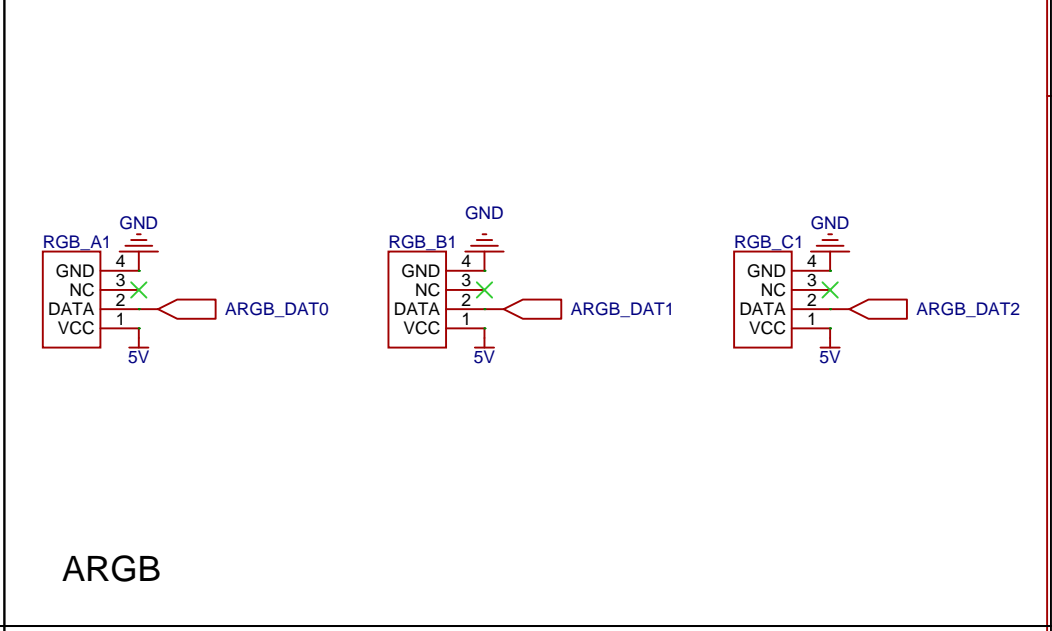 GND
RGB_A1
GND 4
NC 3
DATA 2
VCC 1
ARGB_DAT0
5V
GND
RGB_B1
GND 4
NC 3
DATA 2
VCC 1
ARGB_DAT1
5V
GND
RGB_C1
GND 4
NC 3
DATA 2
VCC 1
ARGB_DAT2
5V
ARGB